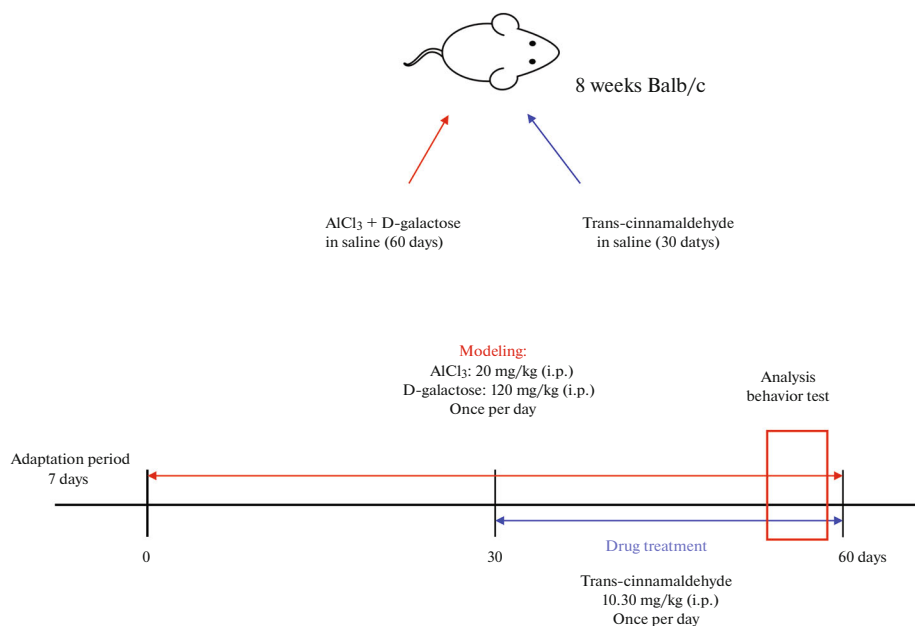 8 weeks Balb/c
AlCl₃ + D-galactose
in saline (60 days)
Trans-cinnamaldehyde
in saline (30 datys)
Modeling:
AlCl₃: 20 mg/kg (i.p.)
D-galactose: 120 mg/kg (i.p.)
Once per day
Analysis
behavior test
Adaptation period
7 days
0
30
60 days
Drug treatment
Trans-cinnamaldehyde
10.30 mg/kg (i.p.)
Once per day